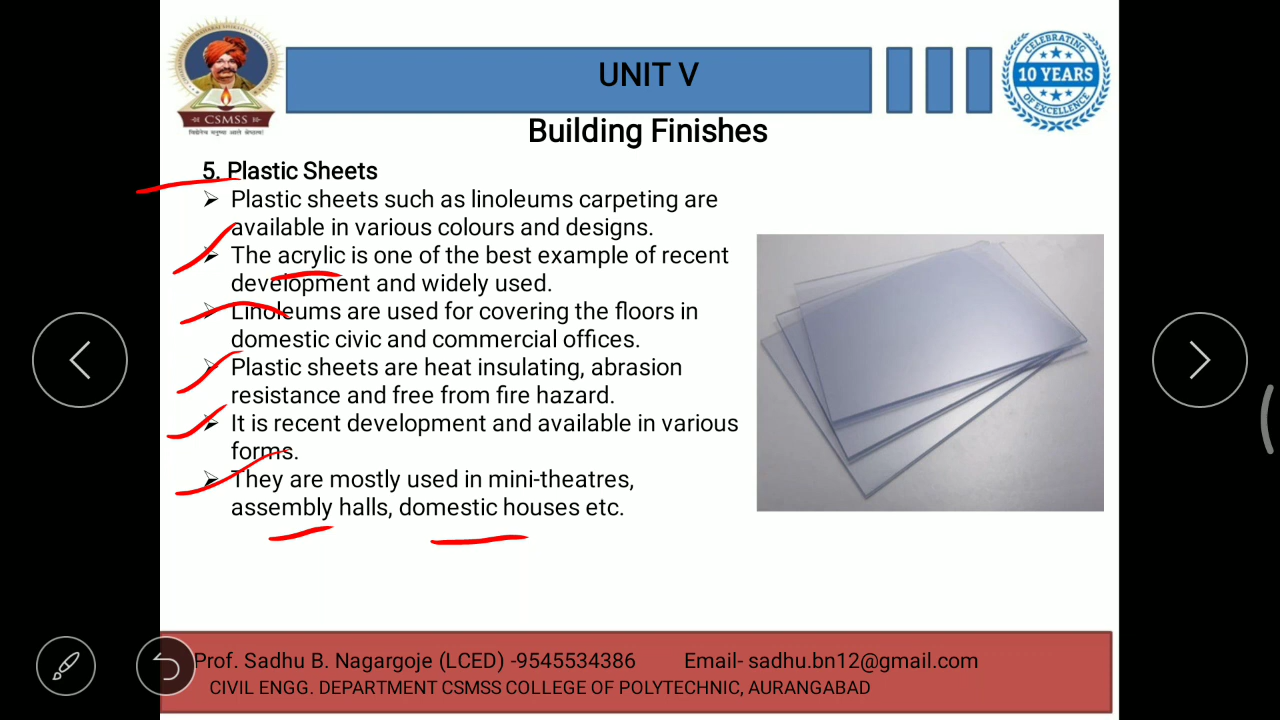 CSMSS
UNIT V
CELEBRATING
10 YEARS
OF EXCELLENCE
Building Finishes
5. Plastic Sheets
➢ Plastic sheets such as linoleums carpeting are
available in various colours and designs.
➢ The acrylic is one of the best example of recent
development and widely used.
➢ Linoleums are used for covering the floors in
domestic civic and commercial offices.
➢ Plastic sheets are heat insulating, abrasion
resistance and free from fire hazard.
➢ It is recent development and available in various
forms.
➢ They are mostly used in mini-theatres,
assembly halls, domestic houses etc.
Prof. Sadhu B. Nagargoje (LCED) -9545534386 Email- sadhu.bn12@gmail.com
CIVIL ENGG. DEPARTMENT CSMSS COLLEGE OF POLYTECHNIC, AURANGABAD